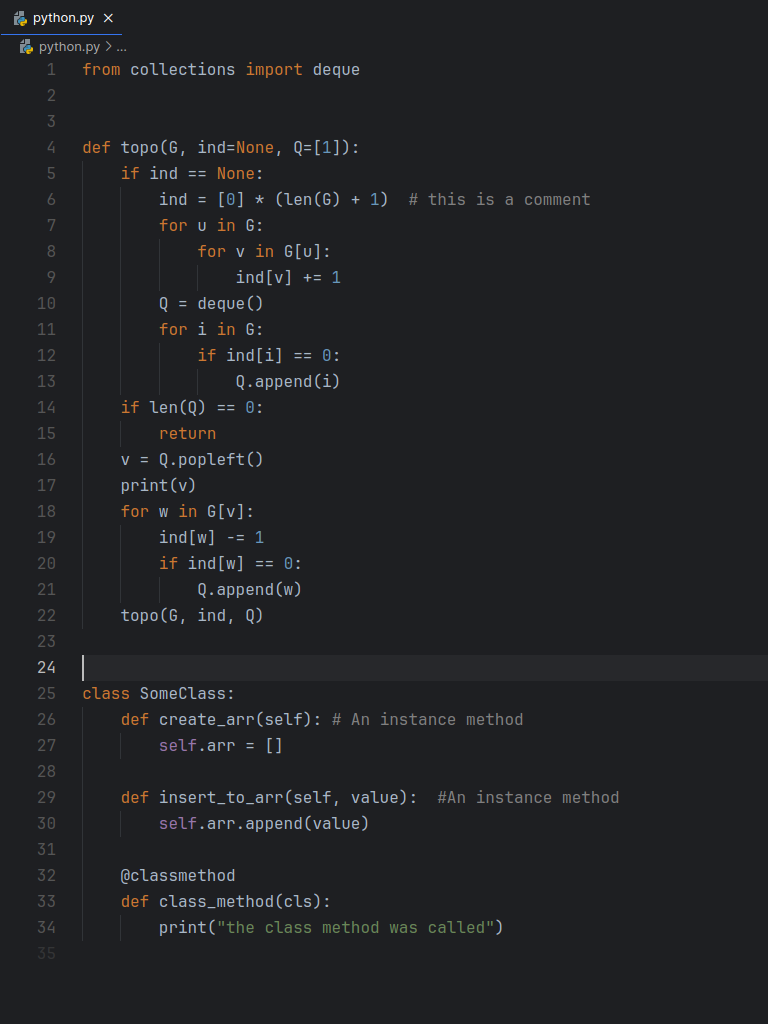 python.py ×
python.py > ...
1 from collections import deque
2
3
4 def topo(G, ind=None, Q=[1]):
5     if ind == None:
6         ind = [0] * (len(G) + 1)  # this is a comment
7         for u in G:
8             for v in G[u]:
9                 ind[v] += 1
10         Q = deque()
11         for i in G:
12             if ind[i] == 0:
13                 Q.append(i)
14     if len(Q) == 0:
15         return
16     v = Q.popleft()
17     print(v)
18     for w in G[v]:
19         ind[w] -= 1
20         if ind[w] == 0:
21             Q.append(w)
22     topo(G, ind, Q)
23
24
25 class SomeClass:
26     def create_arr(self): # An instance method
27         self.arr = []
28
29     def insert_to_arr(self, value):  #An instance method
30         self.arr.append(value)
31
32     @classmethod
33     def class_method(cls):
34         print("the class method was called")
35